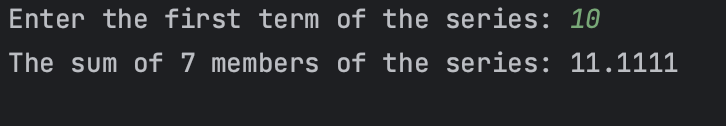 Enter the first term of the series: 10
The sum of 7 members of the series: 11.1111